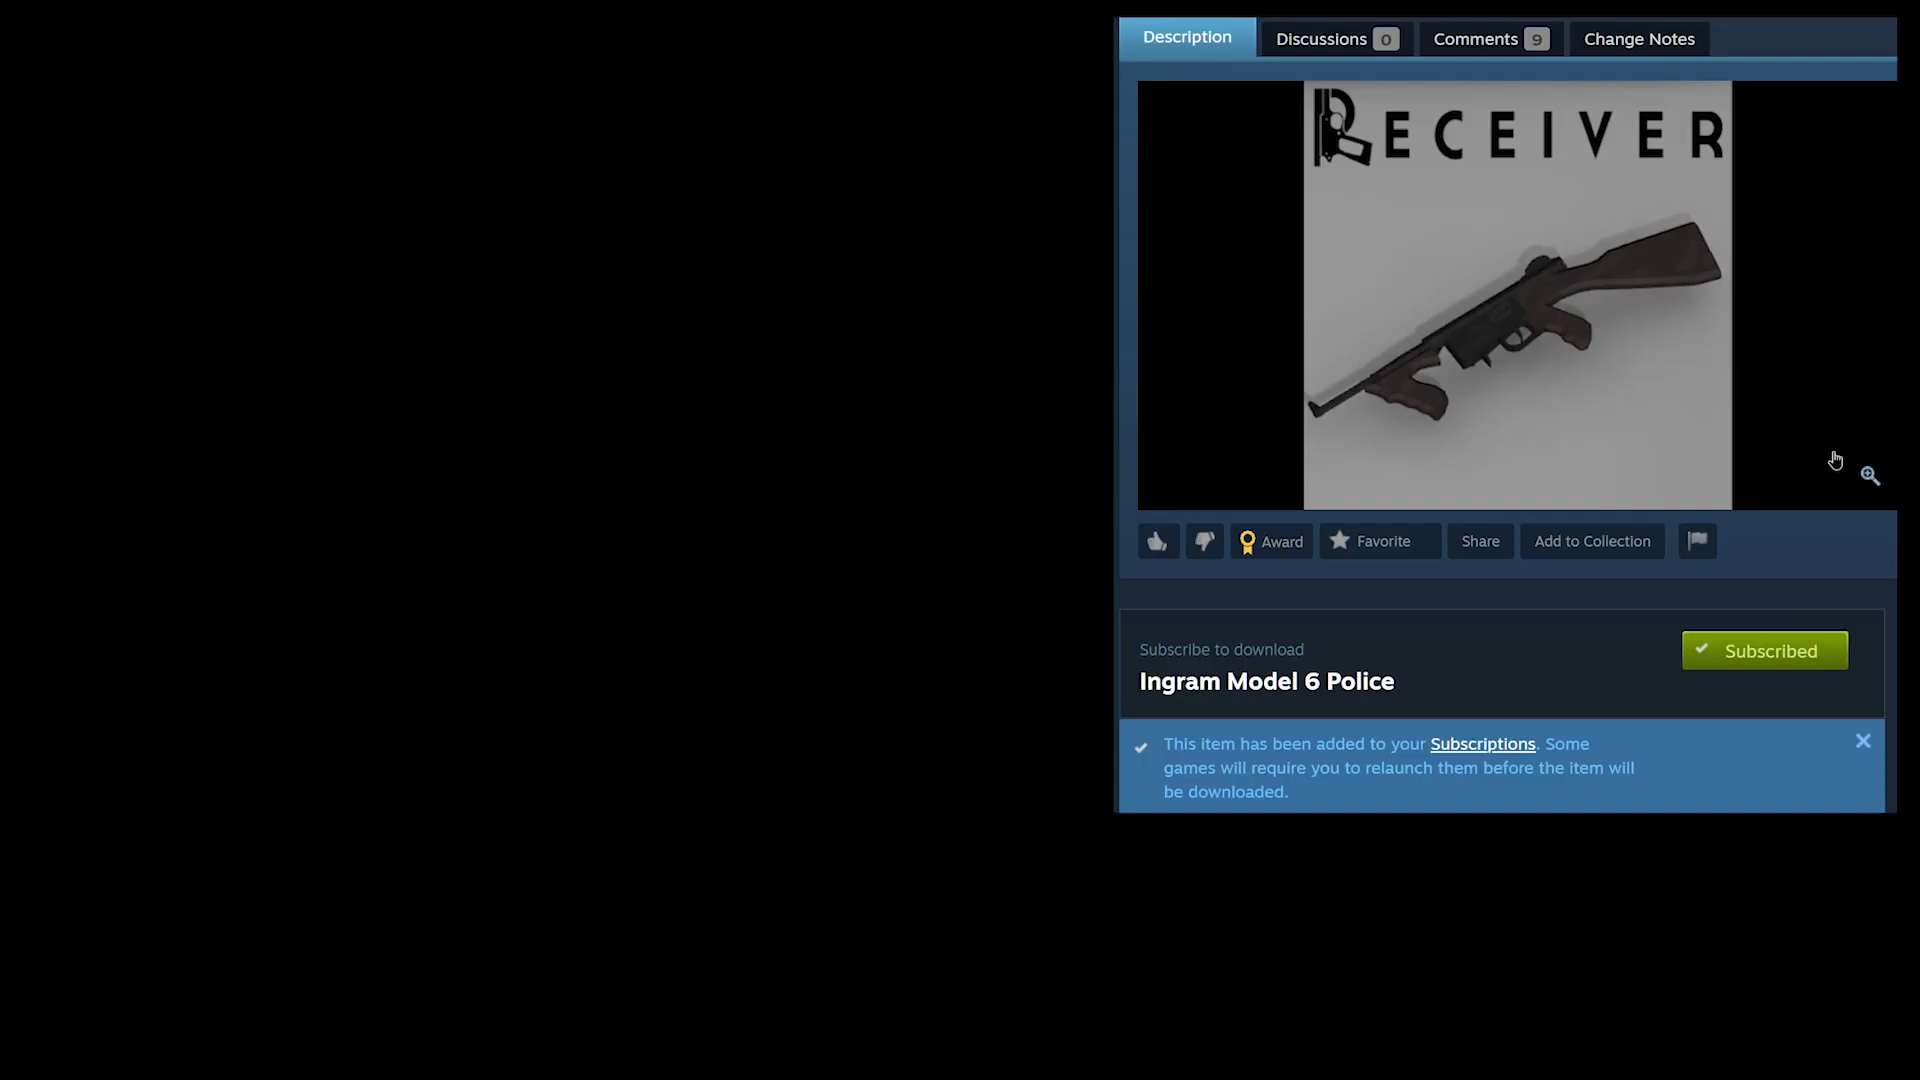 Description Discussions 0 Comments 9 Change Notes
RECEIVER
Award Favorite Share Add to Collection
Subscribe to download
Ingram Model 6 Police
Subscribed
This item has been added to your Subscriptions. Some
games will require you to relaunch them before the item will
be downloaded.